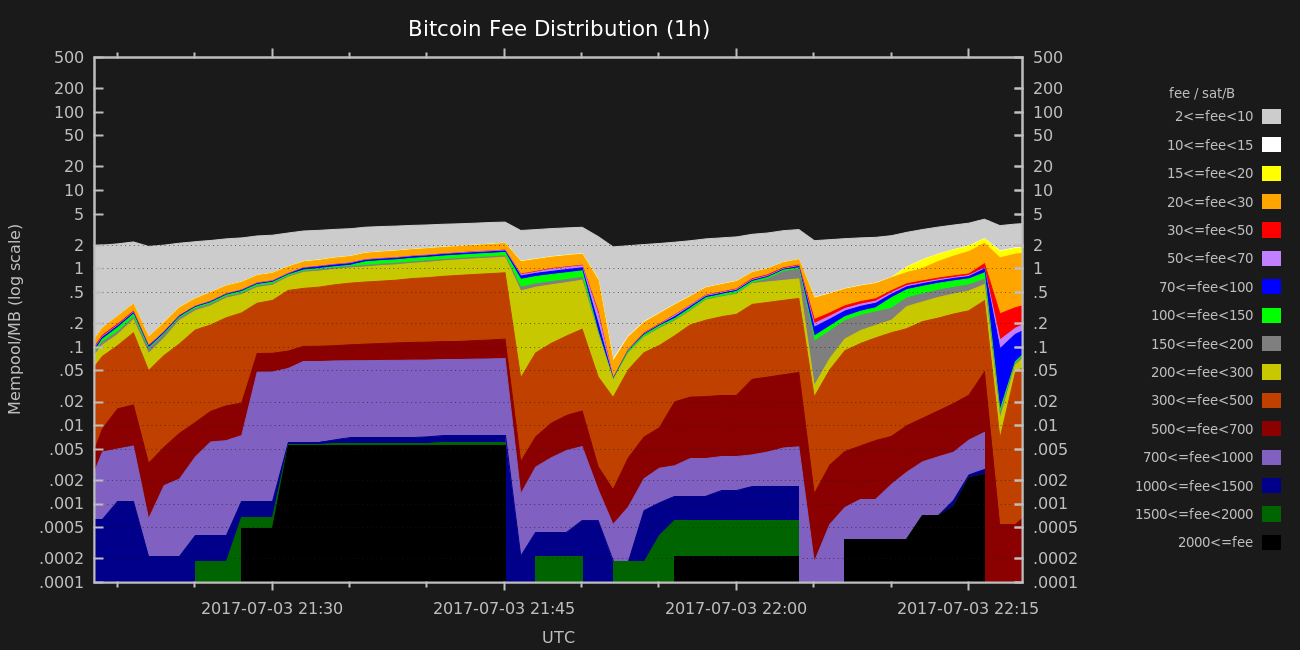 Bitcoin Fee Distribution (1h)
Mempool/MB (log scale)
500
200
100
50
20
10
5
2
1
.5
.2
.1
.05
.02
.01
.005
.002
.001
.0005
.0002
.0001
500
200
100
50
20
10
5
2
1
.5
.2
.1
.05
.02
.01
.005
.002
.001
.0005
.0002
.0001
2017-07-03 21:30
2017-07-03 21:45
2017-07-03 22:00
2017-07-03 22:15
UTC
fee / sat/B
2<=fee<10
10<=fee<15
15<=fee<20
20<=fee<30
30<=fee<50
50<=fee<70
70<=fee<100
100<=fee<150
150<=fee<200
200<=fee<300
300<=fee<500
500<=fee<700
700<=fee<1000
1000<=fee<1500
1500<=fee<2000
2000<=fee